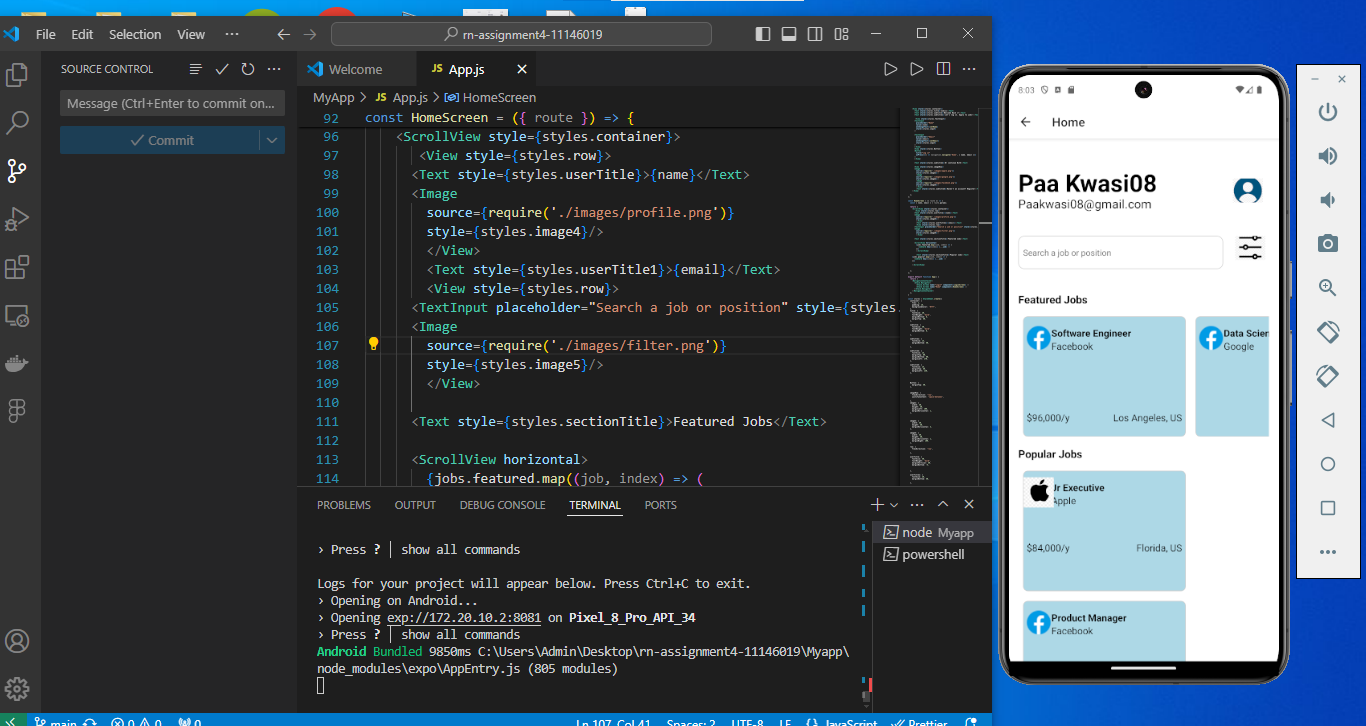 File Edit Selection View ··· rn-assignment4-11146019
SOURCE CONTROL
Message (Ctrl+Enter to commit on...
Commit
Welcome
JS App.js
MyApp > JS App.js > HomeScreen
92 const HomeScreen = ({ route }) => {
96 <ScrollView style={styles.container}>
97 <View style={styles.row}>
98 <Text style={styles.userTitle}>{name}</Text>
99 <Image
100 source={require('./images/profile.png')}
101 style={styles.image4}/>
102 </View>
103 <Text style={styles.userTitle1}>{email}</Text>
104 <View style={styles.row}>
105 <TextInput placeholder="Search a job or position" style={styles.
106 <Image
107 source={require('./images/filter.png')}
108 style={styles.image5}/>
109 </View>
110
111 <Text style={styles.sectionTitle}>Featured Jobs</Text>
112
113 <ScrollView horizontal>
114 {jobs.featured.map((job, index) => (
PROBLEMS OUTPUT DEBUG CONSOLE TERMINAL PORTS
› Press ? │ show all commands
Logs for your project will appear below. Press Ctrl+C to exit.
› Opening on Android...
› Opening exp://172.20.10.2:8081 on Pixel_8_Pro_API_34
› Press ? │ show all commands
Android Bundled 9850ms C:\Users\Admin\Desktop\rn-assignment4-11146019\Myapp\
node_modules\expo\AppEntry.js (805 modules)
node Myapp
powershell
main 0 0 0 Ln 107, Col 41 Spaces: 2 UTF-8 LF {} JavaScript Prettier
8:03
Home
Paa Kwasi08
Paakwasi08@gmail.com
Search a job or position
Featured Jobs
Software Engineer
Facebook
$96,000/y Los Angeles, US
Data Scien
Google
Popular Jobs
Jr Executive
Apple
$84,000/y Florida, US
Product Manager
Facebook